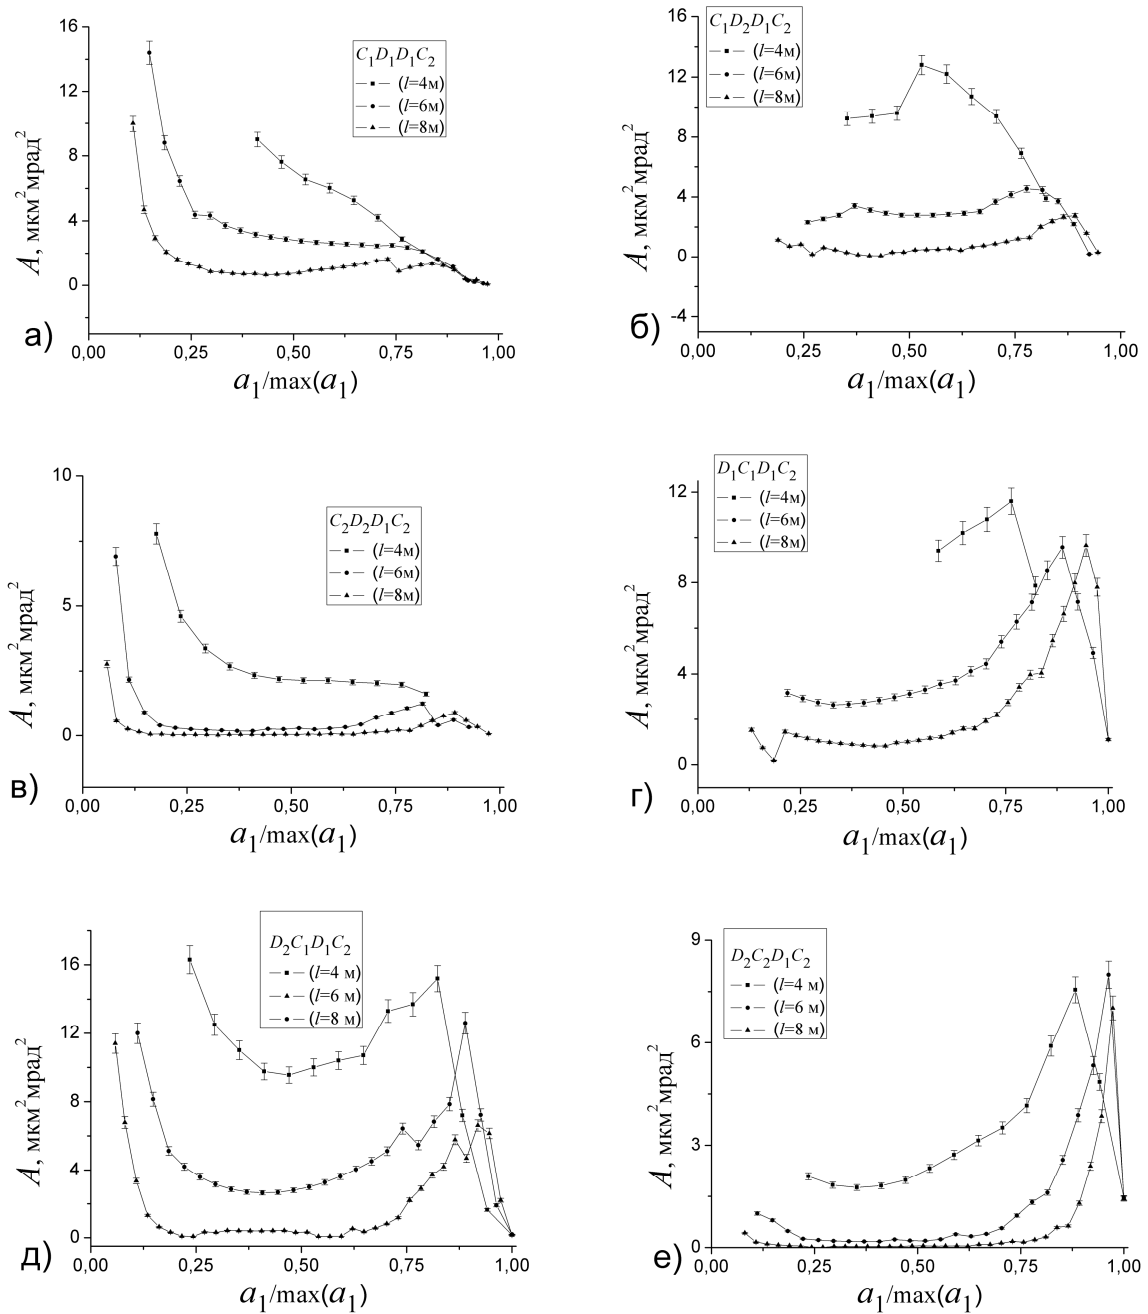 16
12
8
4
0
A, мкм²мрад²
C₁D₁D₁C₂
(l=4м)
(l=6м)
(l=8м)
0,00 0,25 0,50 0,75 1,00
a₁/max(a₁)
а)
16
12
8
4
0
-4
A, мкм²мрад²
C₁D₂D₁C₂
(l=4м)
(l=6м)
(l=8м)
0,00 0,25 0,50 0,75 1,00
a₁/max(a₁)
б)
10
5
0
A, мкм²мрад²
C₂D₂D₁C₂
(l=4м)
(l=6м)
(l=8м)
0,00 0,25 0,50 0,75 1,00
a₁/max(a₁)
в)
12
8
4
0
A, мкм²мрад²
D₁C₁D₁C₂
(l=4м)
(l=6м)
(l=8м)
0,00 0,25 0,50 0,75 1,00
a₁/max(a₁)
г)
16
12
8
4
0
A, мкм²мрад²
D₂C₁D₁C₂
(l=4 м)
(l=6 м)
(l=8 м)
0,00 0,25 0,50 0,75 1,00
a₁/max(a₁)
д)
9
6
3
0
A, мкм²мрад²
D₂C₂D₁C₂
(l=4 м)
(l=6 м)
(l=8 м)
0,00 0,25 0,50 0,75 1,00
a₁/max(a₁)
е)